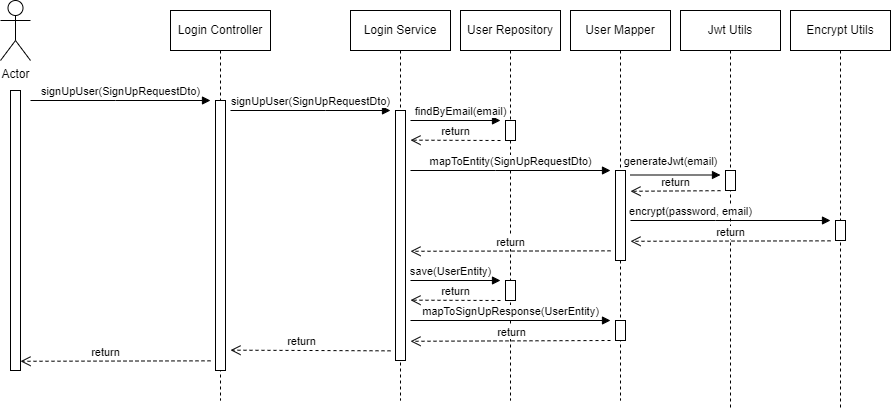 Login Controller
Login Service
User Repository
User Mapper
Jwt Utils
Encrypt Utils
Actor
signUpUser(SignUpRequestDto)
signUpUser(SignUpRequestDto)
findByEmail(email)
return
mapToEntity(SignUpRequestDto)
generateJwt(email)
return
encrypt(password, email)
return
return
save(UserEntity)
return
mapToSignUpResponse(UserEntity)
return
return
return